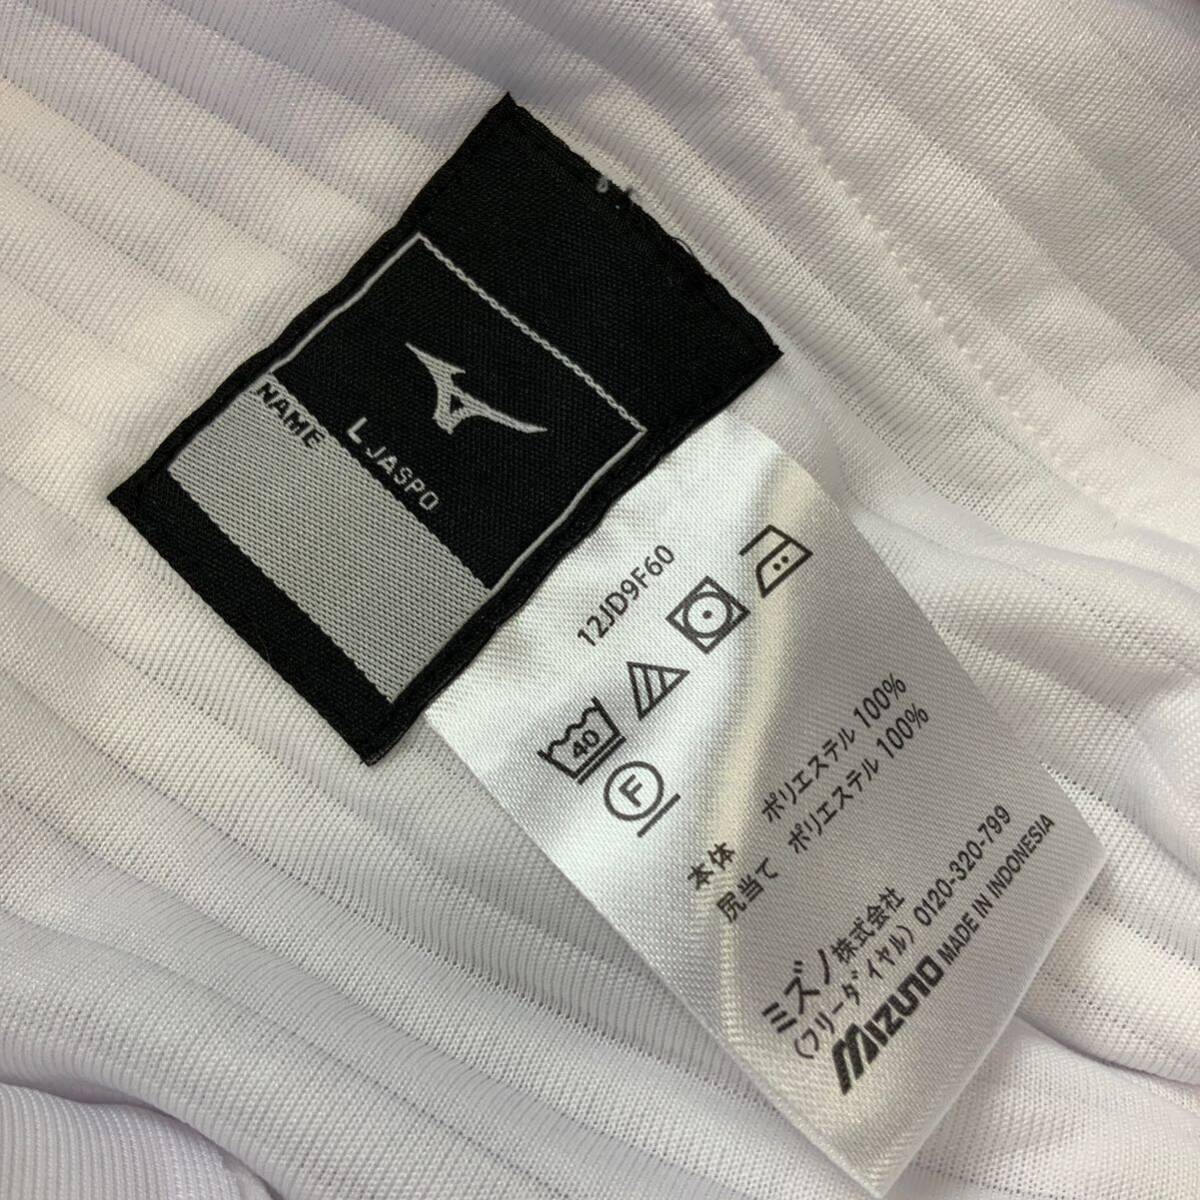 L JASPO
NAME
12JD9F60
40
F
本体 ポリエステル 100%
尻当て ポリエステル 100%
ミズノ株式会社
(フリーダイヤル) 0120-320-799
MIZUNO MADE IN INDONESIA